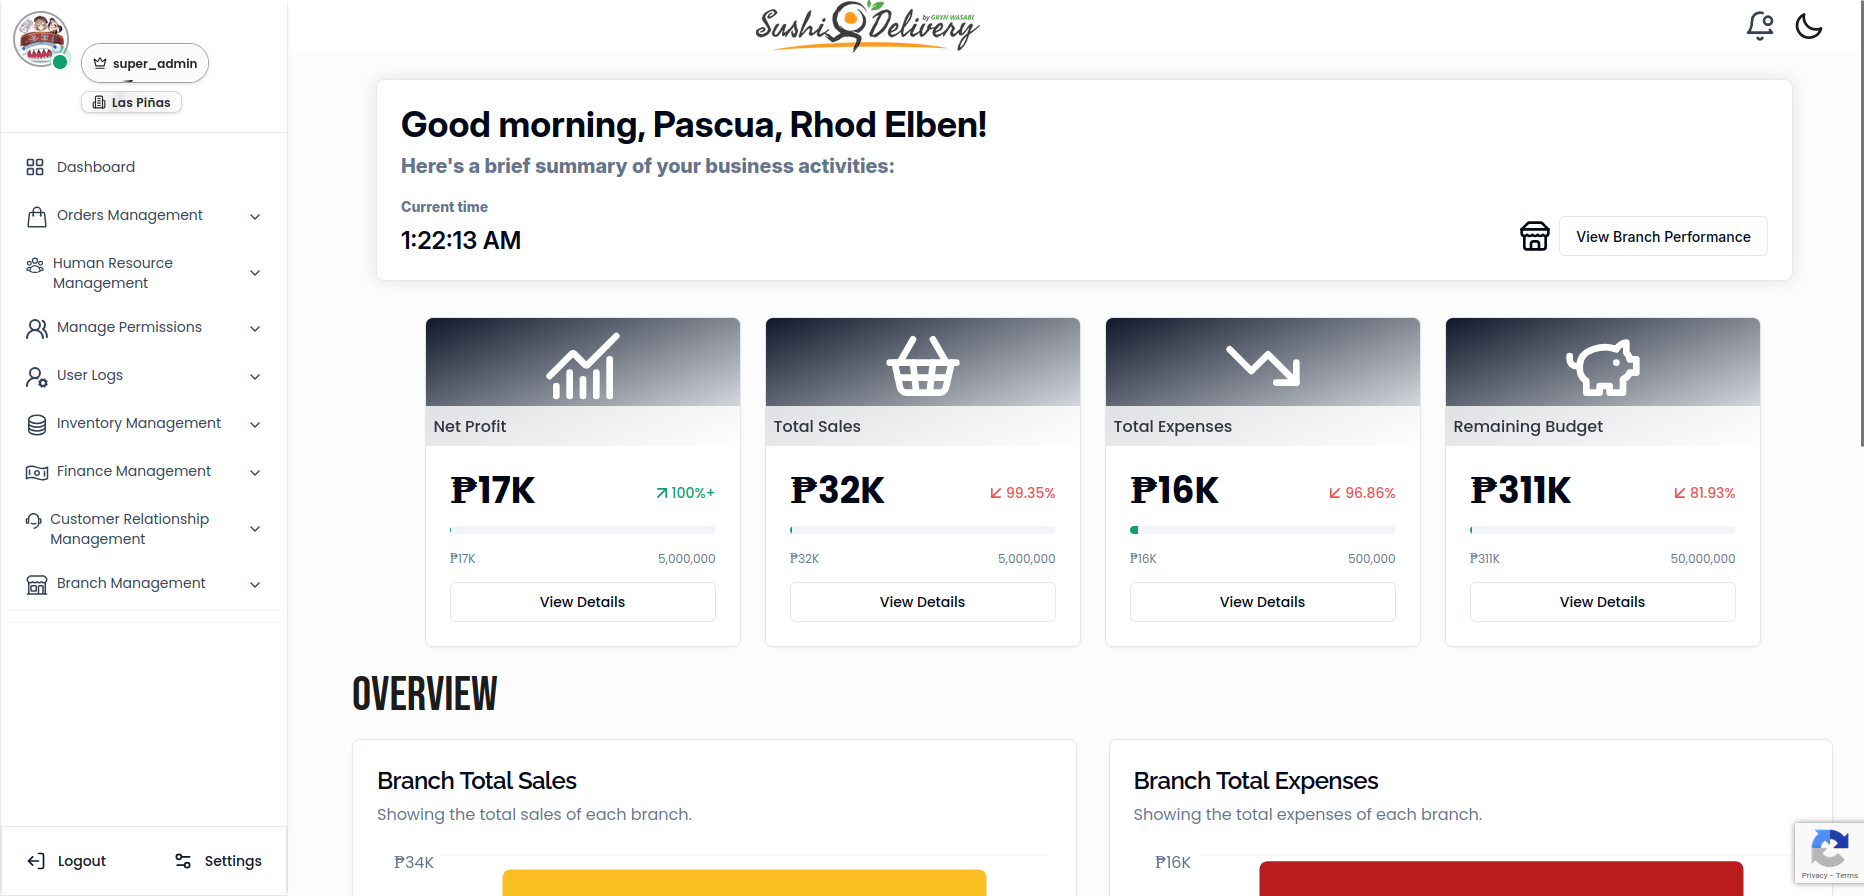 super_admin
Las Piñas
Dashboard
Orders Management
Human Resource
Management
Manage Permissions
User Logs
Inventory Management
Finance Management
Customer Relationship
Management
Branch Management
Logout
Settings
Sushi Delivery
by GRYN WASABI
Good morning, Pascua, Rhod Elben!
Here's a brief summary of your business activities:
Current time
1:22:13 AM
View Branch Performance
Net Profit
₱17K
100%+
₱17K
5,000,000
View Details
Total Sales
₱32K
99.35%
₱32K
5,000,000
View Details
Total Expenses
₱16K
96.86%
₱16K
500,000
View Details
Remaining Budget
₱311K
81.93%
₱311K
50,000,000
View Details
OVERVIEW
Branch Total Sales
Showing the total sales of each branch.
₱34K
Branch Total Expenses
Showing the total expenses of each branch.
₱16K
Privacy - Terms